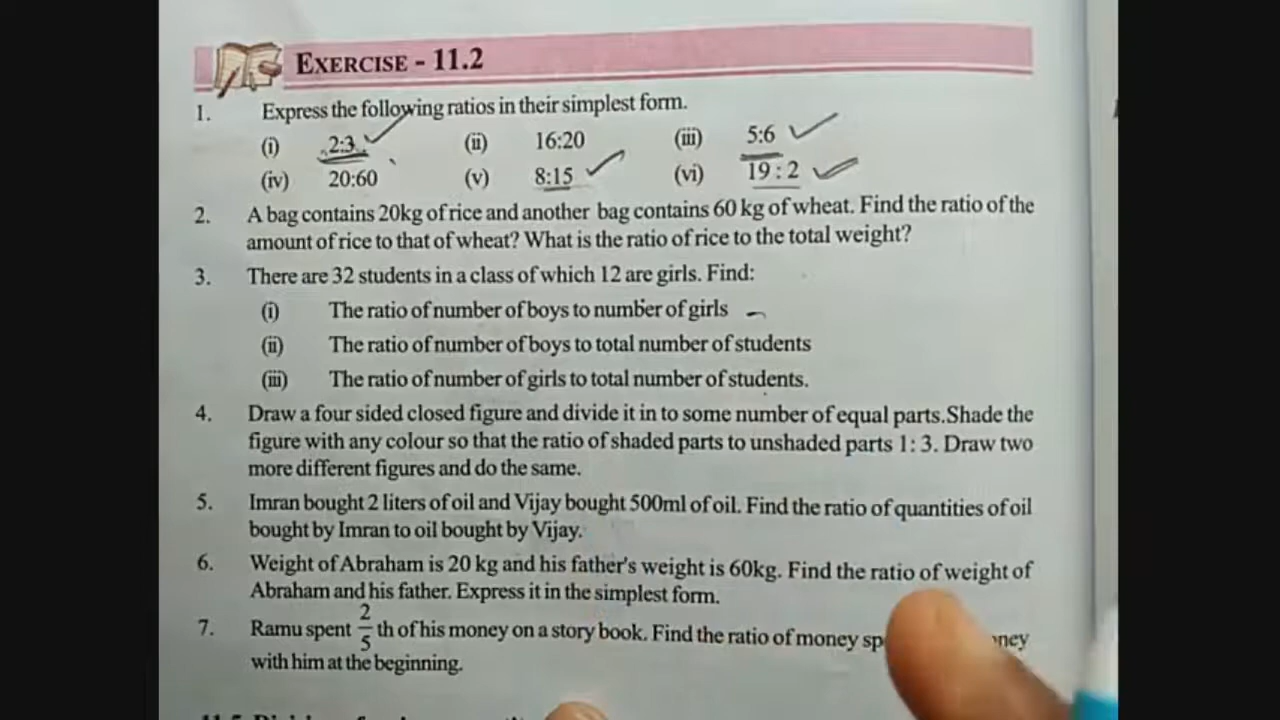 EXERCISE - 11.2
1. Express the following ratios in their simplest form.
(i) 2:3 (ii) 16:20 (iii) 5:6
(iv) 20:60 (v) 8:15 (vi) 19 : 2
2. A bag contains 20kg of rice and another bag contains 60 kg of wheat. Find the ratio of the
amount of rice to that of wheat? What is the ratio of rice to the total weight?
3. There are 32 students in a class of which 12 are girls. Find:
(i) The ratio of number of boys to number of girls
(ii) The ratio of number of boys to total number of students
(iii) The ratio of number of girls to total number of students.
4. Draw a four sided closed figure and divide it in to some number of equal parts.Shade the
figure with any colour so that the ratio of shaded parts to unshaded parts 1: 3. Draw two
more different figures and do the same.
5. Imran bought 2 liters of oil and Vijay bought 500ml of oil. Find the ratio of quantities of oil
bought by Imran to oil bought by Vijay.
6. Weight of Abraham is 20 kg and his father's weight is 60kg. Find the ratio of weight of
Abraham and his father. Express it in the simplest form.
7. Ramu spent 2/5 th of his money on a story book. Find the ratio of money
with him at the beginning.